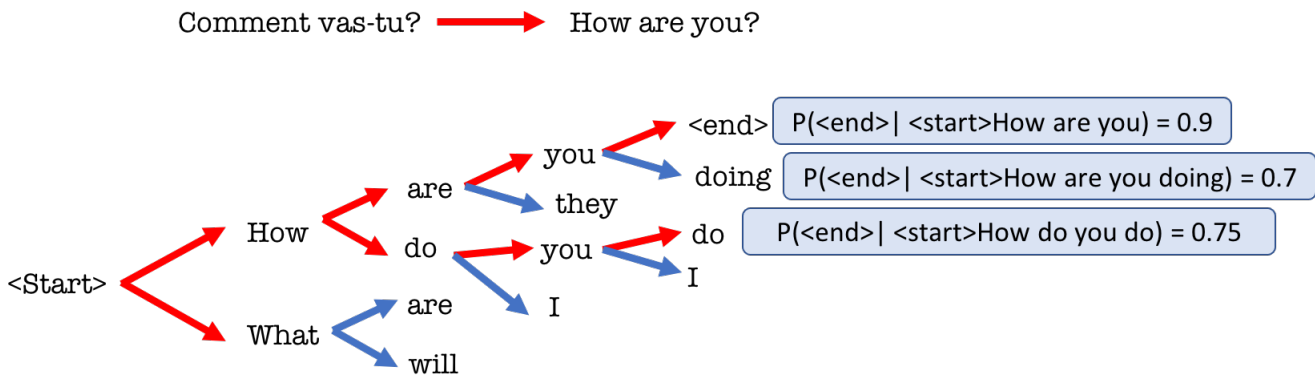 Comment vas-tu? How are you?
<end> P(<end>| <start>How are you) = 0.9
you
doing P(<end>| <start>How are you doing) = 0.7
are
they
How
do you do P(<end>| <start>How do you do) = 0.75
I
<Start>
are I
What
will